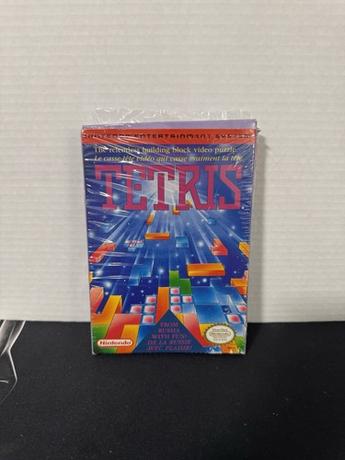 NINTENDO ENTERTAINMENT SYSTEM
The relentless building block video puzzle.
Le casse-tête vidéo qui casse vraiment la tête.
TETRIS
FROM
RUSSIA
WITH FUN!
DE LA RUSSIE
AVEC PLAISIR!
Nintendo